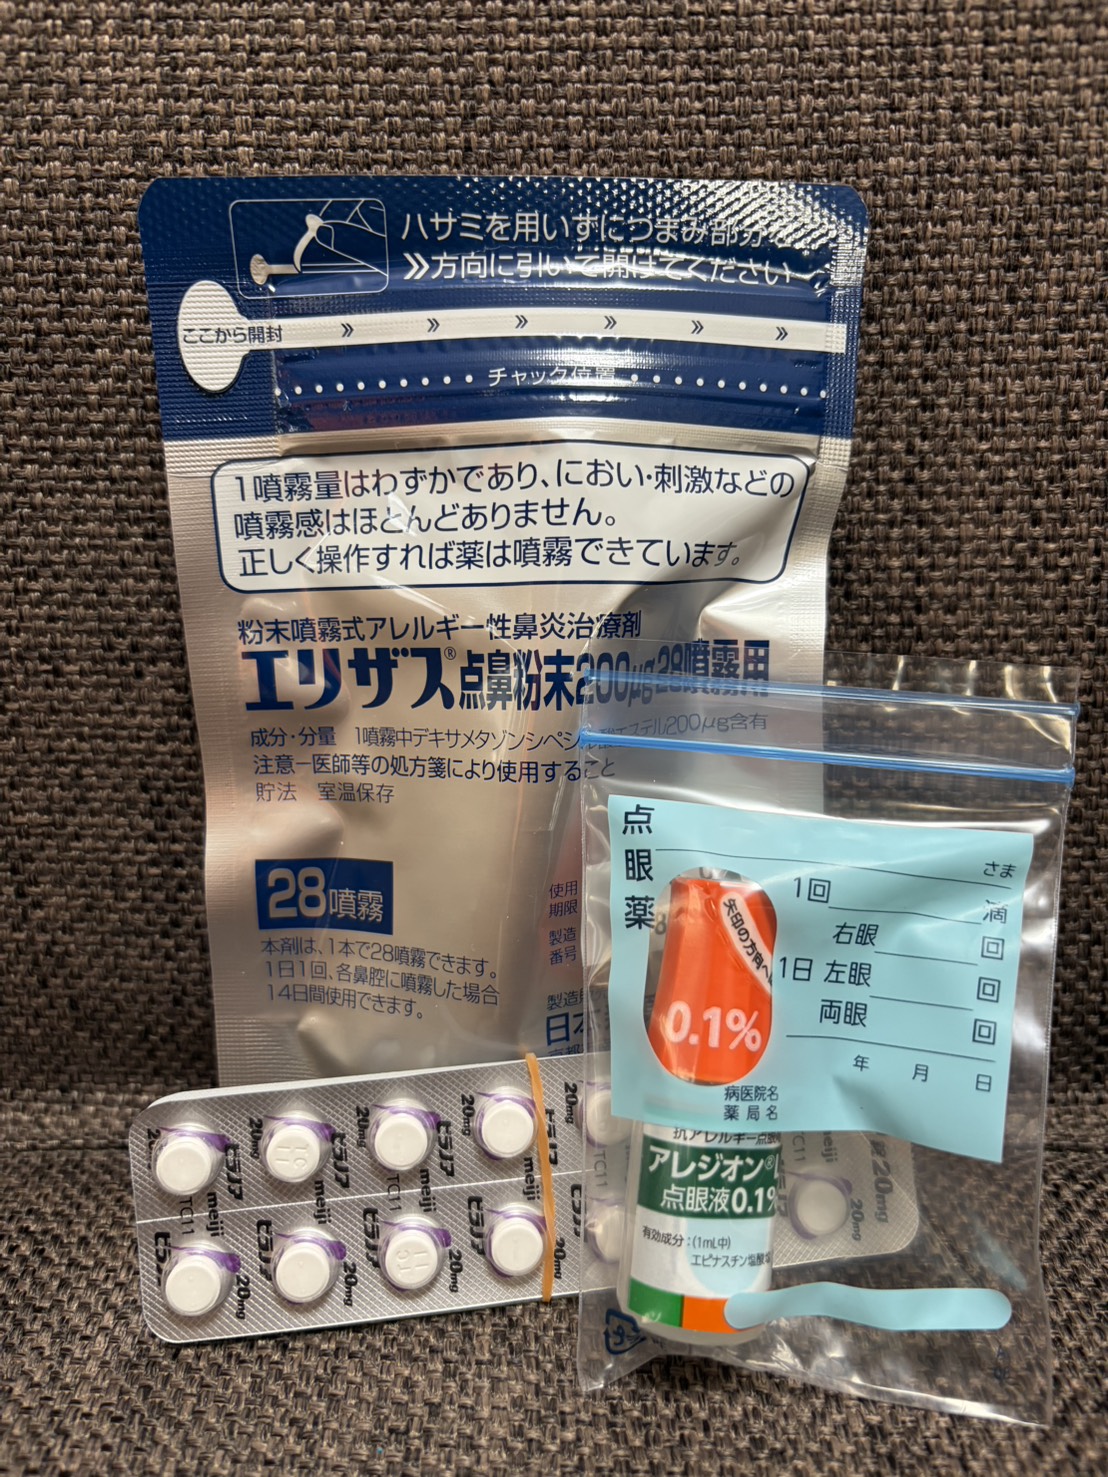 ハサミを用いずにつまみ部分を
≫方向に引いて開けてください
ここから開封
チャック位置
1噴霧量はわずかであり、におい・刺激などの
噴霧感はほとんどありません。
正しく操作すれば薬は噴霧できています。
粉末噴霧式アレルギー性鼻炎治療剤
エリザス®点鼻粉末200μg28噴霧用
成分・分量 1噴霧中デキサメタゾンシペシル酸エステル200μg含有
注意−医師等の処方箋により使用すること
貯法 室温保存
28噴霧
本剤は、1本で28噴霧できます。
1日1回、各鼻腔に噴霧した場合
14日間使用できます。
使用
期限
製造
番号
点眼薬
さま
1回 滴
右眼 回
1日 左眼 回
両眼 回
年 月 日
病医院名
薬局名
矢印の方向へ
0.1%
抗アレルギー点眼
アレジオン®L
点眼液0.1%
有効成分:(1mL中)
エピナスチン塩酸塩
ビラノア 20mg
meiji
TC11